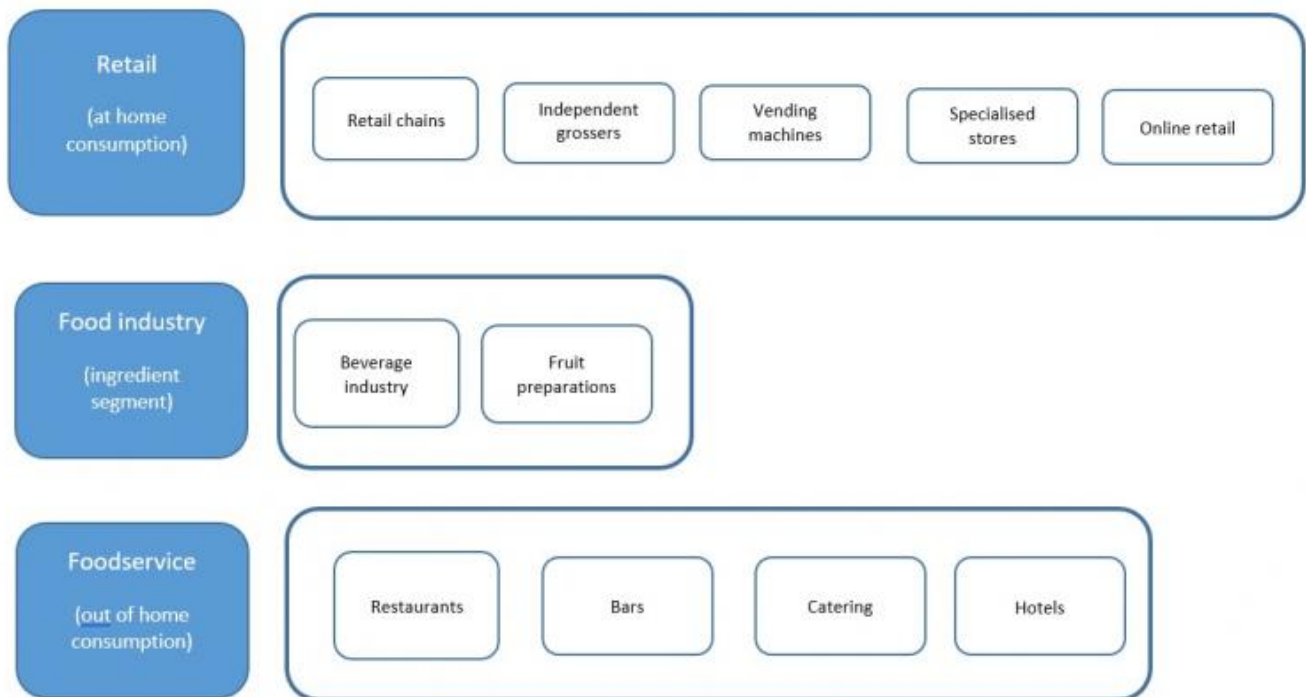 Retail
(at home
consumption)
Retail chains
Independent
grossers
Vending
machines
Specialised
stores
Online retail
Food industry
(ingredient
segment)
Beverage
industry
Fruit
preparations
Foodservice
(out of home
consumption)
Restaurants
Bars
Catering
Hotels